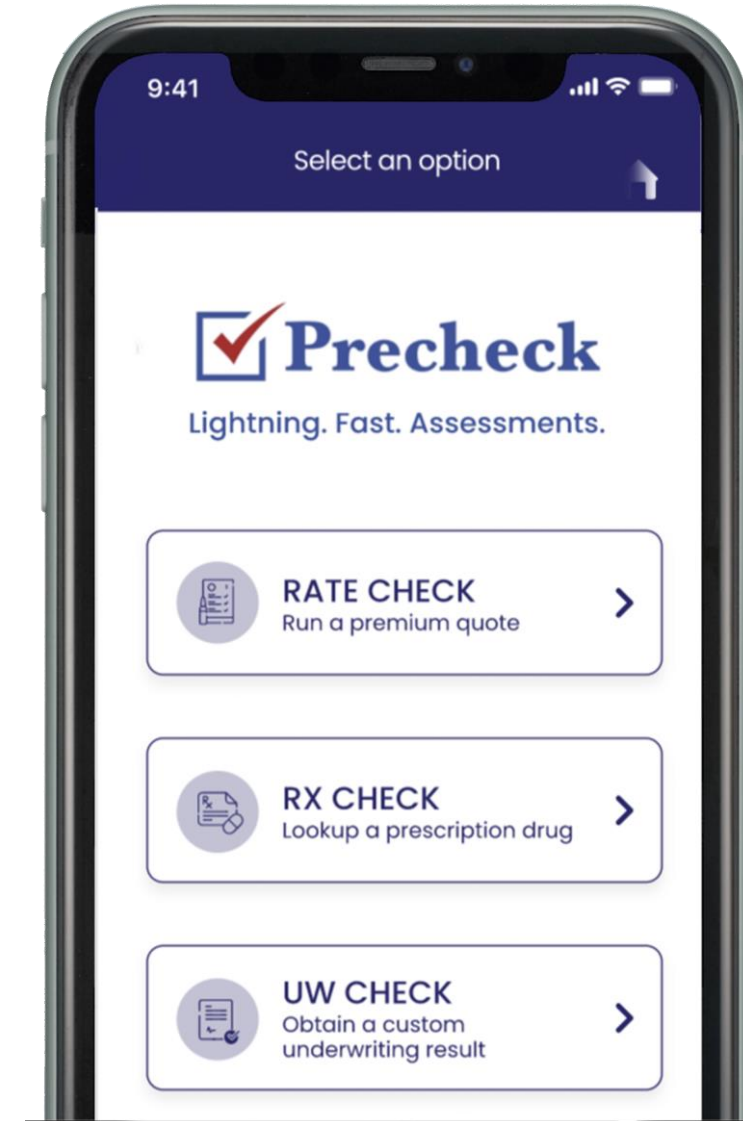 9:41
Select an option
Precheck
Lightning. Fast. Assessments.
RATE CHECK
Run a premium quote
RX CHECK
Lookup a prescription drug
UW CHECK
Obtain a custom
underwriting result